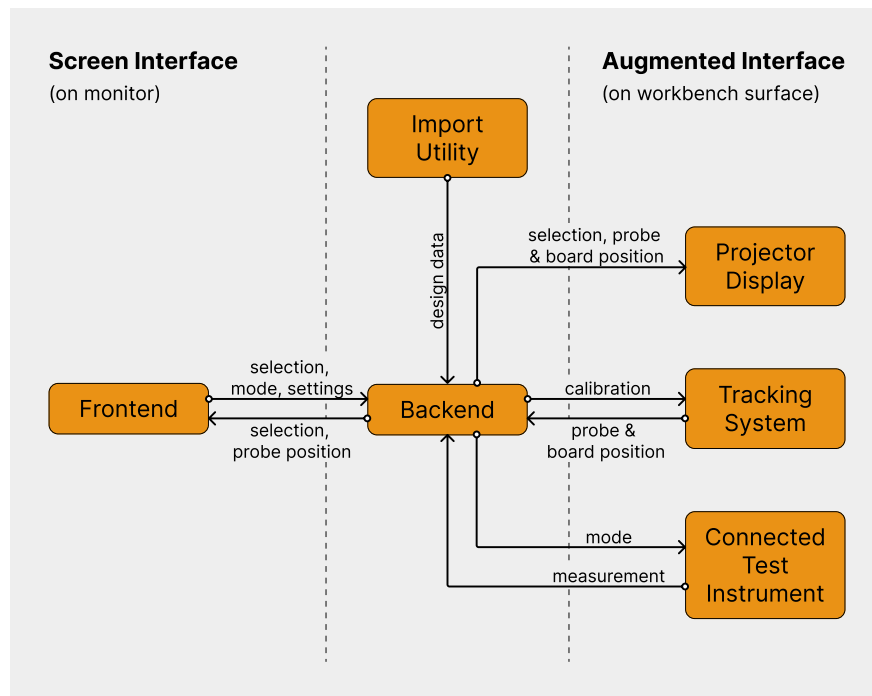 Screen Interface
(on monitor)
Augmented Interface
(on workbench surface)
Import
Utility
design data
selection, probe
& board position
Projector
Display
selection,
mode, settings
Frontend
selection,
probe position
Backend
calibration
probe &
board position
Tracking
System
mode
measurement
Connected
Test
Instrument